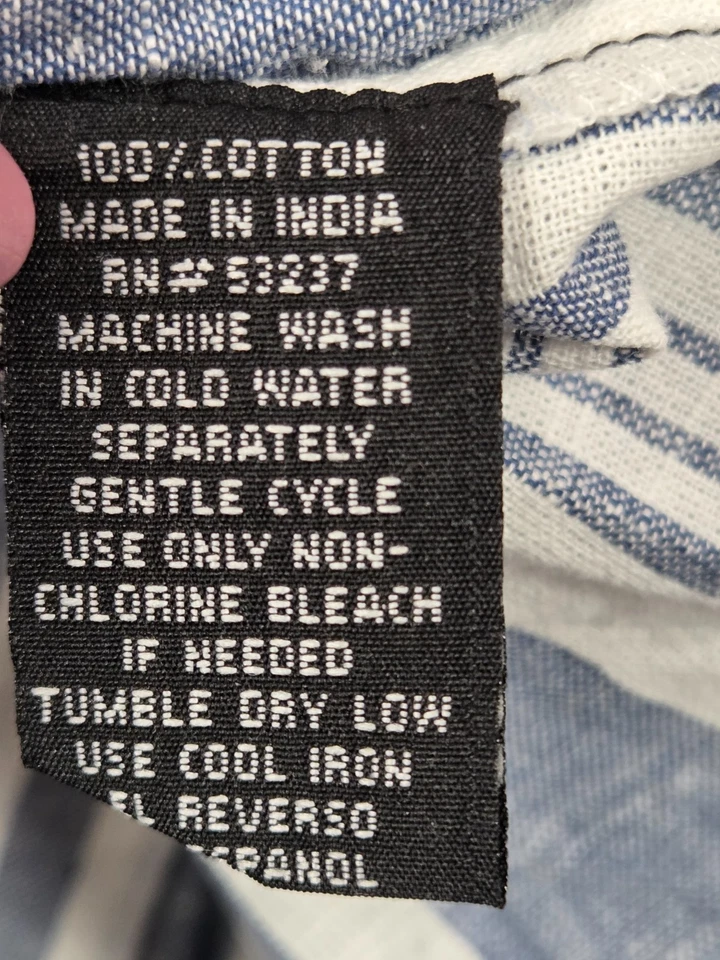 100% COTTON
MADE IN INDIA
RN# 53237
MACHINE WASH
IN COLD WATER
SEPARATELY
GENTLE CYCLE
USE ONLY NON-
CHLORINE BLEACH
IF NEEDED
TUMBLE DRY LOW
USE COOL IRON
EL REVERSO